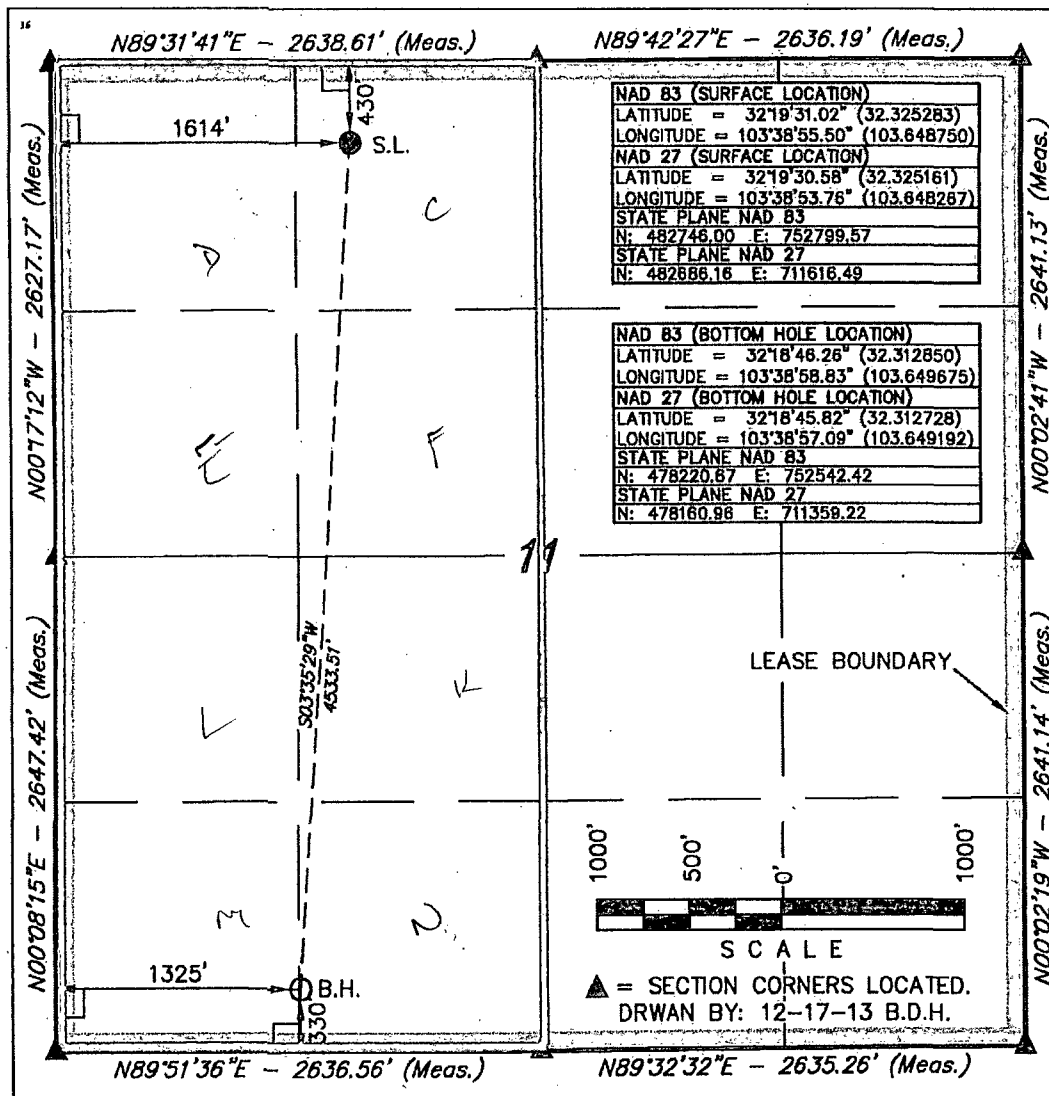 16
N89°31'41"E - 2638.61' (Meas.)
N89°42'27"E - 2636.19' (Meas.)
N00°17'12"W - 2627.17' (Meas.)
N00°02'41"W - 2641.13' (Meas.)
430'
1614'
S.L.
C
D
NAD 83 (SURFACE LOCATION)
LATITUDE = 32°19'31.02" (32.325283)
LONGITUDE = 103°38'55.50" (103.648750)
NAD 27 (SURFACE LOCATION)
LATITUDE = 32°19'30.58" (32.325161)
LONGITUDE = 103°38'53.76" (103.648267)
STATE PLANE NAD 83
N: 482746.00 E: 752799.57
STATE PLANE NAD 27
N: 482686.16 E: 711616.49
NAD 83 (BOTTOM HOLE LOCATION)
LATITUDE = 32°18'46.26" (32.312850)
LONGITUDE = 103°38'58.83" (103.649675)
NAD 27 (BOTTOM HOLE LOCATION)
LATITUDE = 32°18'45.82" (32.312728)
LONGITUDE = 103°38'57.09" (103.649192)
STATE PLANE NAD 83
N: 478220.67 E: 752542.42
STATE PLANE NAD 27
N: 478160.96 E: 711359.22
E
F
11
S03°35'29"W
4533.51'
LEASE BOUNDARY
L
K
N00°08'15"E - 2647.42' (Meas.)
N00°02'19"W - 2641.14' (Meas.)
1000' 500' 0' 1000'
SCALE
M
N
1325'
B.H.
330'
▲ = SECTION CORNERS LOCATED.
DRWAN BY: 12-17-13 B.D.H.
N89°51'36"E - 2636.56' (Meas.)
N89°32'32"E - 2635.26' (Meas.)